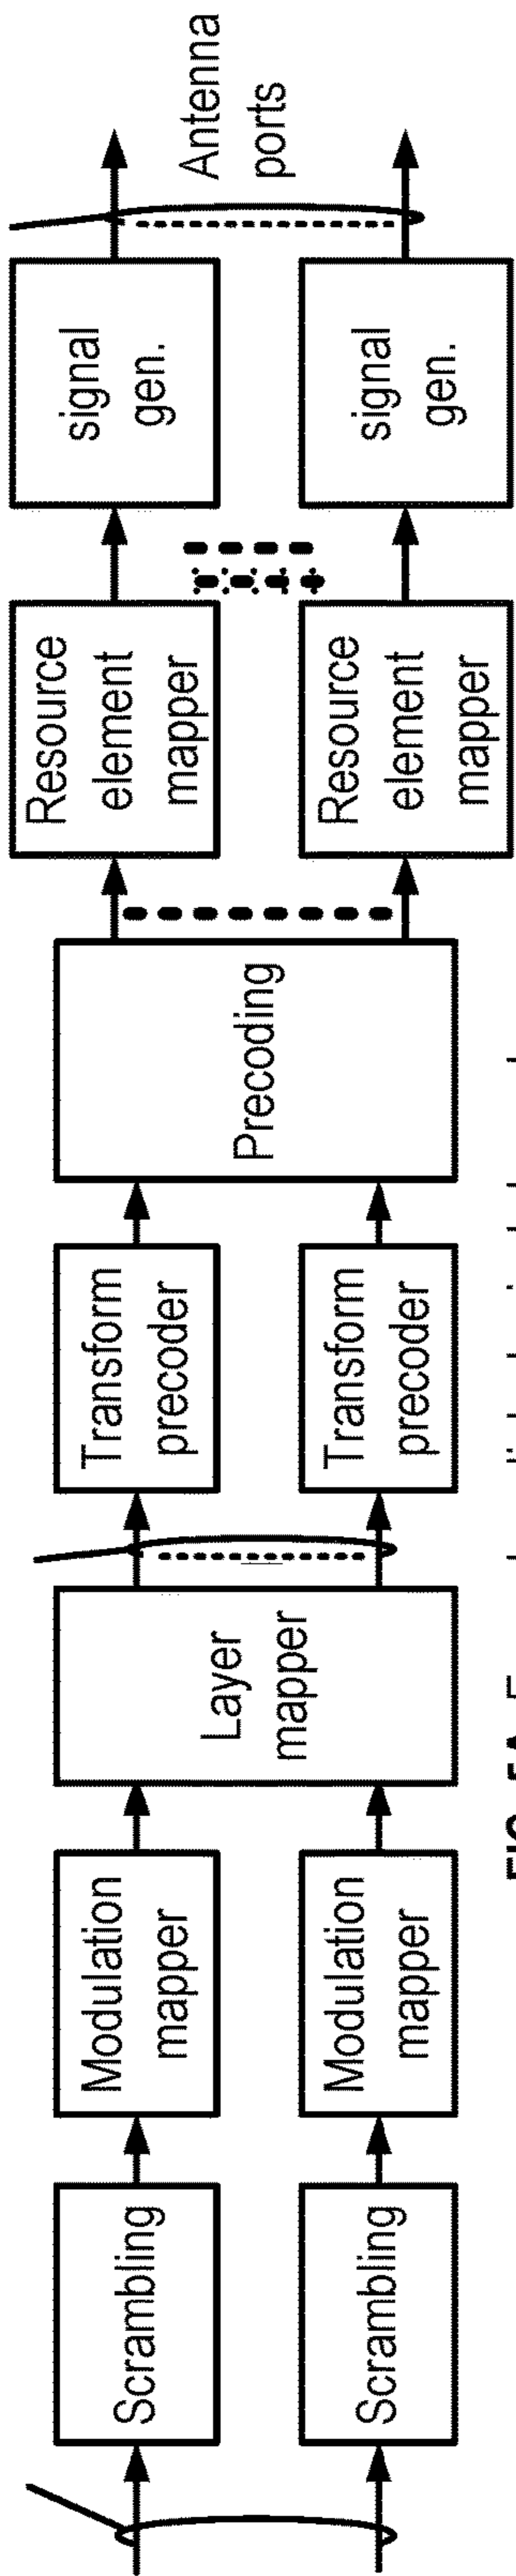 Scrambling
Modulation
mapper
Layer
mapper
Transform
precoder
Precoding
Resource
element
mapper
signal
gen.
Antenna
ports
Scrambling
Modulation
mapper
Transform
precoder
Resource
element
mapper
signal
gen.